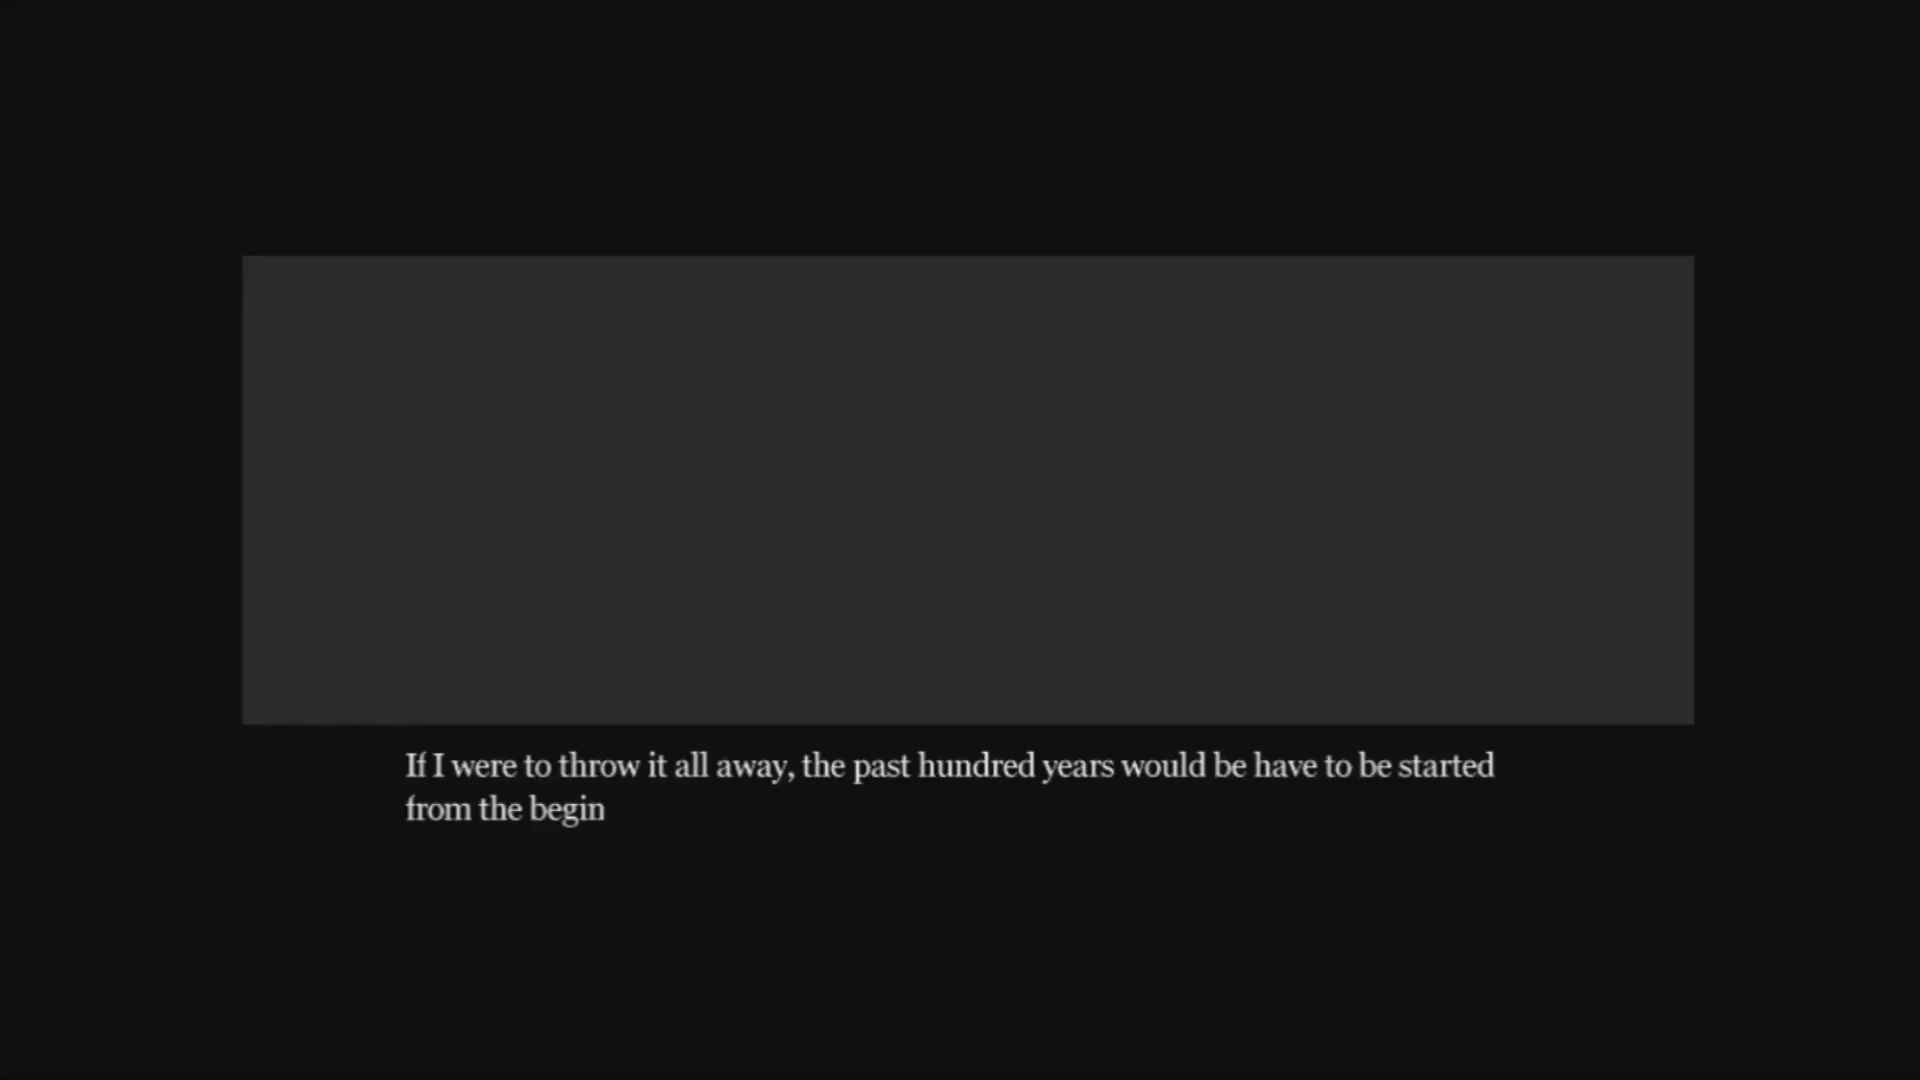 If I were to throw it all away, the past hundred years would be have to be started
from the begin